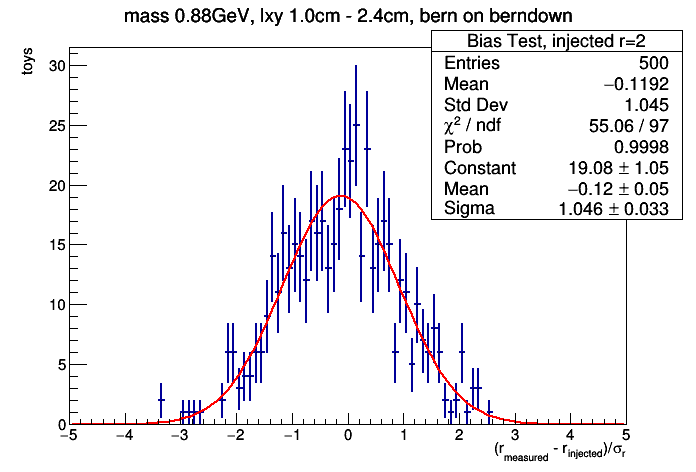 mass 0.88GeV, lxy 1.0cm - 2.4cm, bern on berndown
toys
Bias Test, injected r=2
Entries 500
Mean −0.1192
Std Dev 1.045
χ² / ndf 55.06 / 97
Prob 0.9998
Constant 19.08 ± 1.05
Mean −0.12 ± 0.05
Sigma 1.046 ± 0.033
30
25
20
15
10
5
0
−5 −4 −3 −2 −1 0 1 2 3 4 5
(r_measured - r_injected)/σ_r